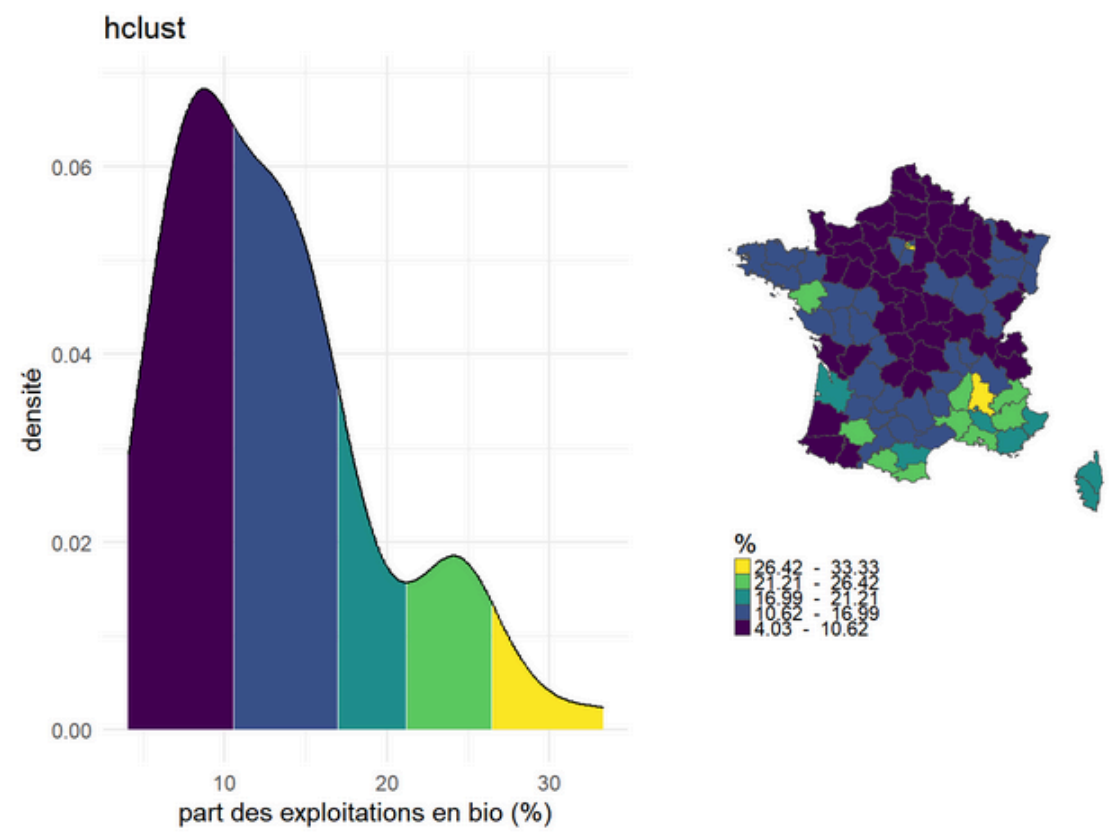 hclust
0.06
0.04
0.02
0.00
densité
10 20 30
part des exploitations en bio (%)
%
26.42 - 33.33
21.21 - 26.42
16.99 - 21.21
10.62 - 16.99
4.03 - 10.62